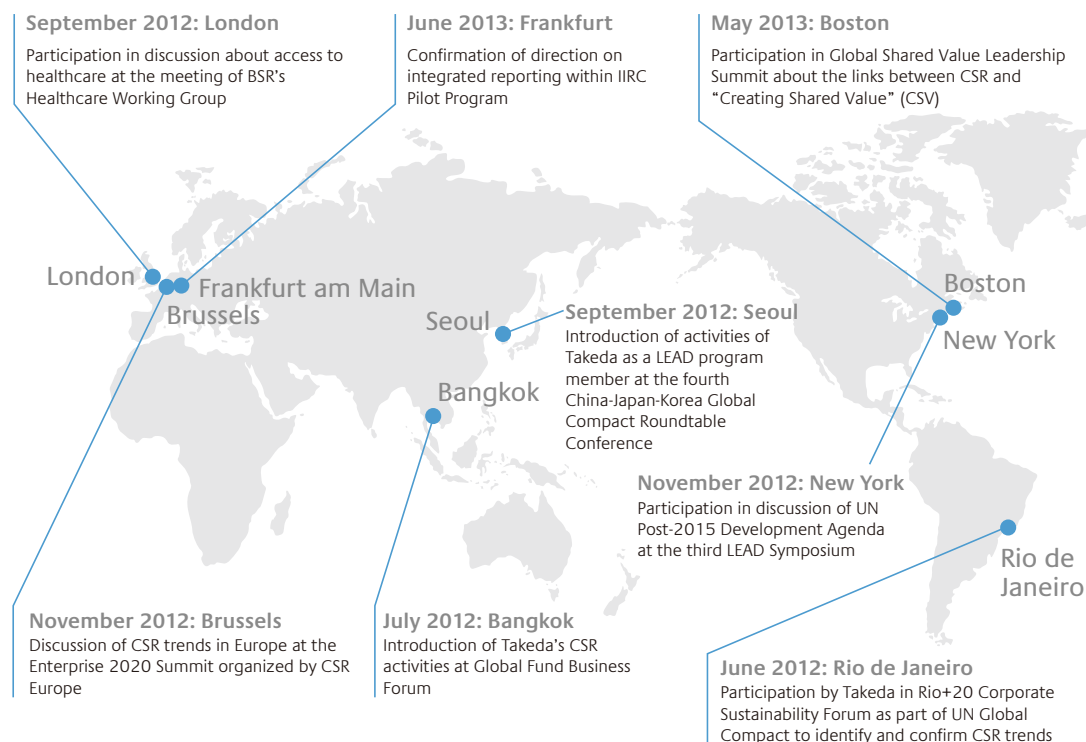 September 2012: London
Participation in discussion about access to
healthcare at the meeting of BSR's
Healthcare Working Group
June 2013: Frankfurt
Confirmation of direction on
integrated reporting within IIRC
Pilot Program
May 2013: Boston
Participation in Global Shared Value Leadership
Summit about the links between CSR and
“Creating Shared Value” (CSV)
London
Frankfurt am Main
Brussels
Seoul
Bangkok
Boston
New York
September 2012: Seoul
Introduction of activities of
Takeda as a LEAD program
member at the fourth
China-Japan-Korea Global
Compact Roundtable
Conference
November 2012: New York
Participation in discussion of UN
Post-2015 Development Agenda
at the third LEAD Symposium
Rio de
Janeiro
November 2012: Brussels
Discussion of CSR trends in Europe at the
Enterprise 2020 Summit organized by CSR
Europe
July 2012: Bangkok
Introduction of Takeda's CSR
activities at Global Fund Business
Forum
June 2012: Rio de Janeiro
Participation by Takeda in Rio+20 Corporate
Sustainability Forum as part of UN Global
Compact to identify and confirm CSR trends